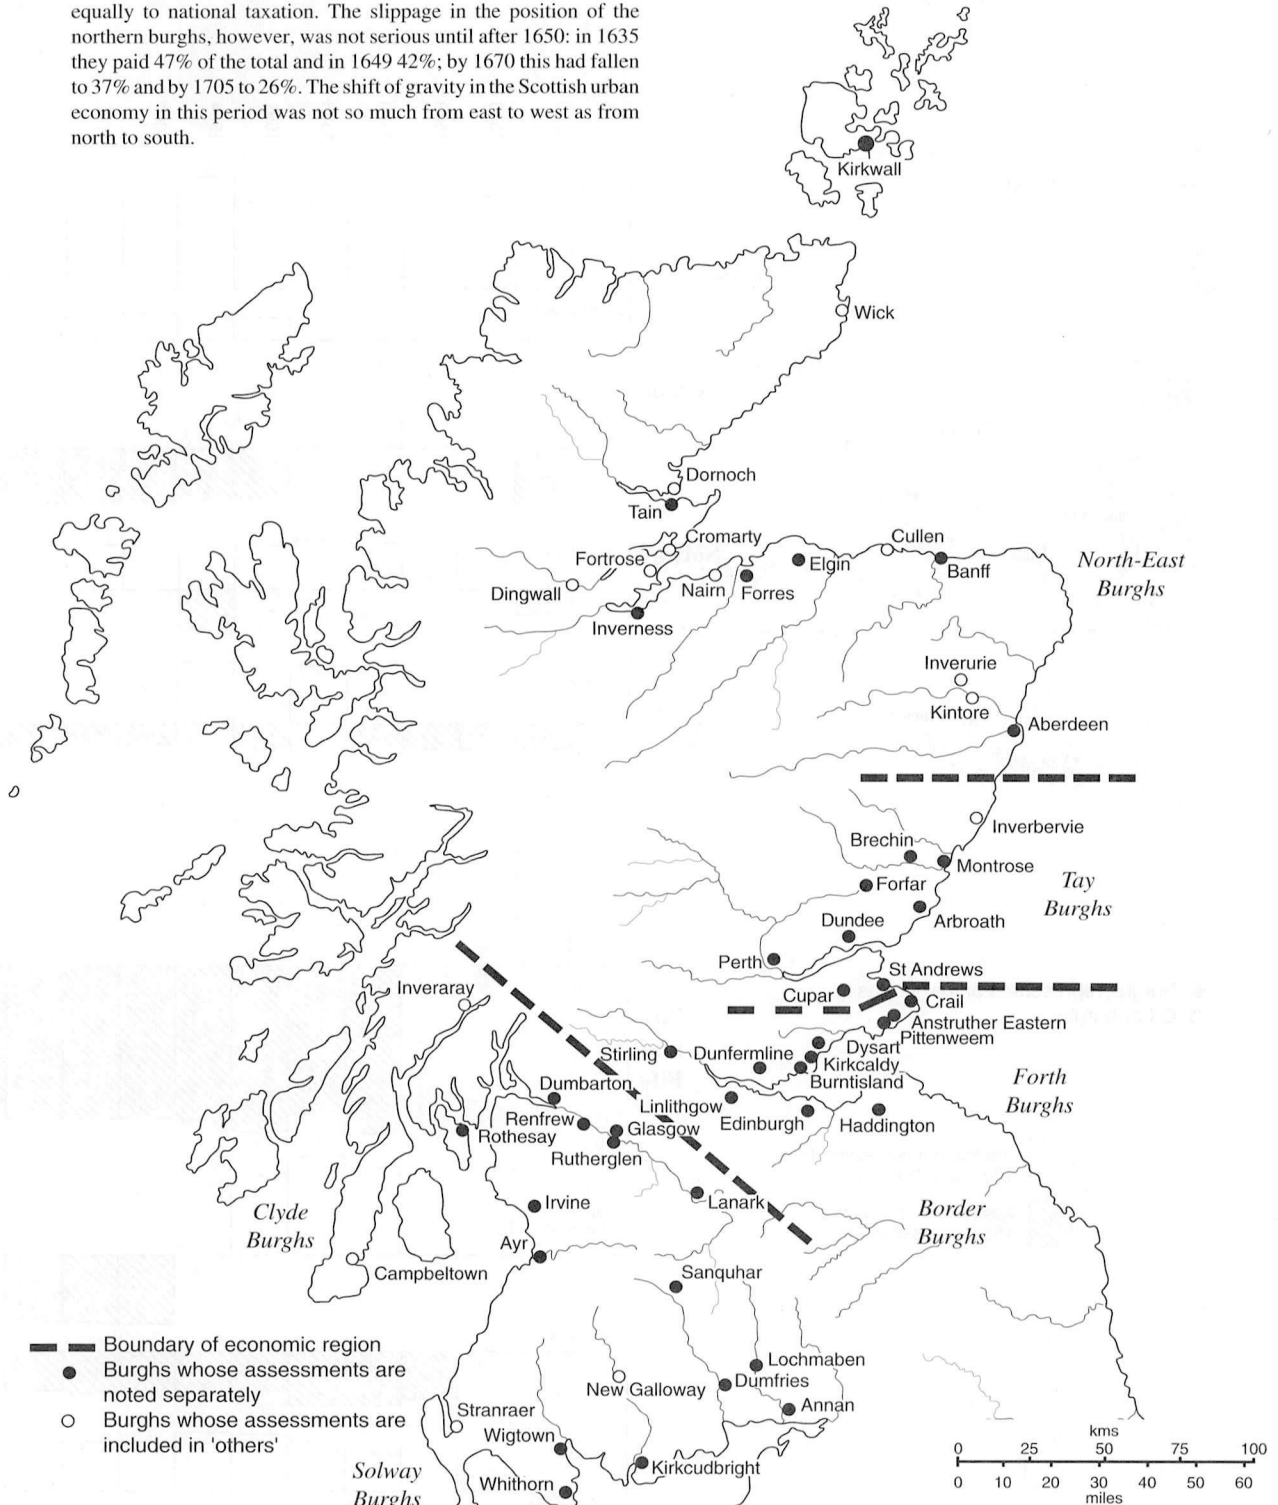 equally to national taxation. The slippage in the position of the
northern burghs, however, was not serious until after 1650: in 1635
they paid 47% of the total and in 1649 42%; by 1670 this had fallen
to 37% and by 1705 to 26%. The shift of gravity in the Scottish urban
economy in this period was not so much from east to west as from
north to south.
Kirkwall
Wick
Dornoch
Tain
Cromarty
Cullen
Fortrose
Elgin
Banff
North-East
Burghs
Dingwall
Nairn
Forres
Inverness
Inverurie
Kintore
Aberdeen
Inverbervie
Brechin
Montrose
Forfar
Tay
Burghs
Dundee
Arbroath
Perth
St Andrews
Cupar
Crail
Inveraray
Anstruther Eastern
Pittenweem
Stirling
Dunfermline
Dysart
Kirkcaldy
Burntisland
Forth
Burghs
Dumbarton
Linlithgow
Renfrew
Edinburgh
Haddington
Rothesay
Glasgow
Rutherglen
Irvine
Lanark
Clyde
Burghs
Border
Burghs
Ayr
Campbeltown
Sanquhar
Boundary of economic region
Burghs whose assessments are
noted separately
Burghs whose assessments are
included in 'others'
Lochmaben
Dumfries
New Galloway
Annan
Stranraer
Wigtown
Kirkcudbright
Whithorn
Solway
Burghs
kms
0 25 50 75 100
0 10 20 30 40 50 60
miles